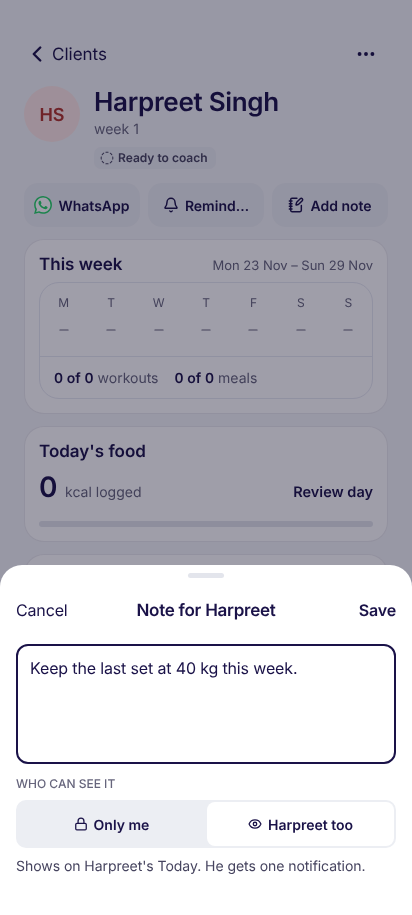 Clients
HS
Harpreet Singh
week 1
Ready to coach
WhatsApp
Remind...
Add note
This week
Mon 23 Nov – Sun 29 Nov
M T W T F S S
– – – – – – –
0 of 0 workouts 0 of 0 meals
Today's food
0 kcal logged
Review day
Cancel
Note for Harpreet
Save
Keep the last set at 40 kg this week.
WHO CAN SEE IT
Only me
Harpreet too
Shows on Harpreet's Today. He gets one notification.